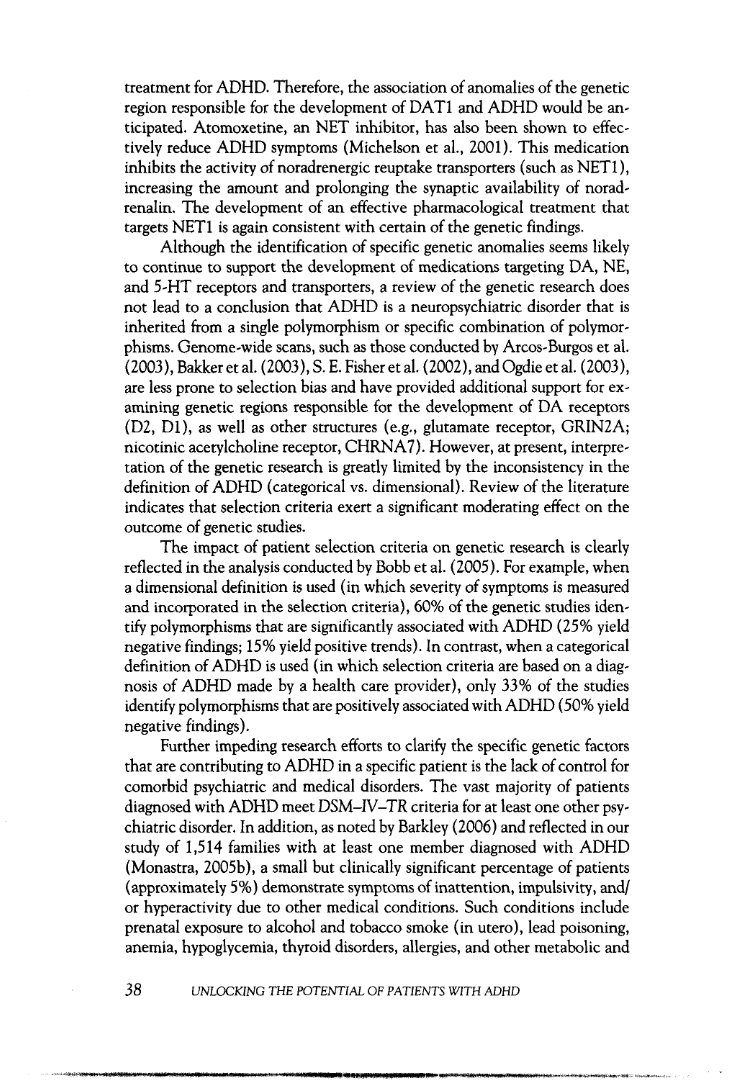 treatment for ADHD. Therefore, the association of anomalies of the genetic
region responsible for the development of DAT1 and ADHD would be an-
ticipated. Atomoxetine, an NET inhibitor, has also been shown to effec-
tively reduce ADHD symptoms (Michelson et al., 2001). This medication
inhibits the activity of noradrenergic reuptake transporters (such as NET1),
increasing the amount and prolonging the synaptic availability of norad-
renalin. The development of an effective pharmacological treatment that
targets NET1 is again consistent with certain of the genetic findings.
Although the identification of specific genetic anomalies seems likely
to continue to support the development of medications targeting DA, NE,
and 5-HT receptors and transporters, a review of the genetic research does
not lead to a conclusion that ADHD is a neuropsychiatric disorder that is
inherited from a single polymorphism or specific combination of polymor-
phisms. Genome-wide scans, such as those conducted by Arcos-Burgos et al.
(2003), Bakker et al. (2003), S. E. Fisher et al. (2002), and Ogdie et al. (2003),
are less prone to selection bias and have provided additional support for ex-
amining genetic regions responsible for the development of DA receptors
(D2, D1), as well as other structures (e.g., glutamate receptor, GRIN2A;
nicotinic acetylcholine receptor, CHRNA7). However, at present, interpre-
tation of the genetic research is greatly limited by the inconsistency in the
definition of ADHD (categorical vs. dimensional). Review of the literature
indicates that selection criteria exert a significant moderating effect on the
outcome of genetic studies.
The impact of patient selection criteria on genetic research is clearly
reflected in the analysis conducted by Bobb et al. (2005). For example, when
a dimensional definition is used (in which severity of symptoms is measured
and incorporated in the selection criteria), 60% of the genetic studies iden-
tify polymorphisms that are significantly associated with ADHD (25% yield
negative findings; 15% yield positive trends). In contrast, when a categorical
definition of ADHD is used (in which selection criteria are based on a diag-
nosis of ADHD made by a health care provider), only 33% of the studies
identify polymorphisms that are positively associated with ADHD (50% yield
negative findings).
Further impeding research efforts to clarify the specific genetic factors
that are contributing to ADHD in a specific patient is the lack of control for
comorbid psychiatric and medical disorders. The vast majority of patients
diagnosed with ADHD meet DSM–IV–TR criteria for at least one other psy-
chiatric disorder. In addition, as noted by Barkley (2006) and reflected in our
study of 1,514 families with at least one member diagnosed with ADHD
(Monastra, 2005b), a small but clinically significant percentage of patients
(approximately 5%) demonstrate symptoms of inattention, impulsivity, and/
or hyperactivity due to other medical conditions. Such conditions include
prenatal exposure to alcohol and tobacco smoke (in utero), lead poisoning,
anemia, hypoglycemia, thyroid disorders, allergies, and other metabolic and
38 UNLOCKING THE POTENTIAL OF PATIENTS WITH ADHD